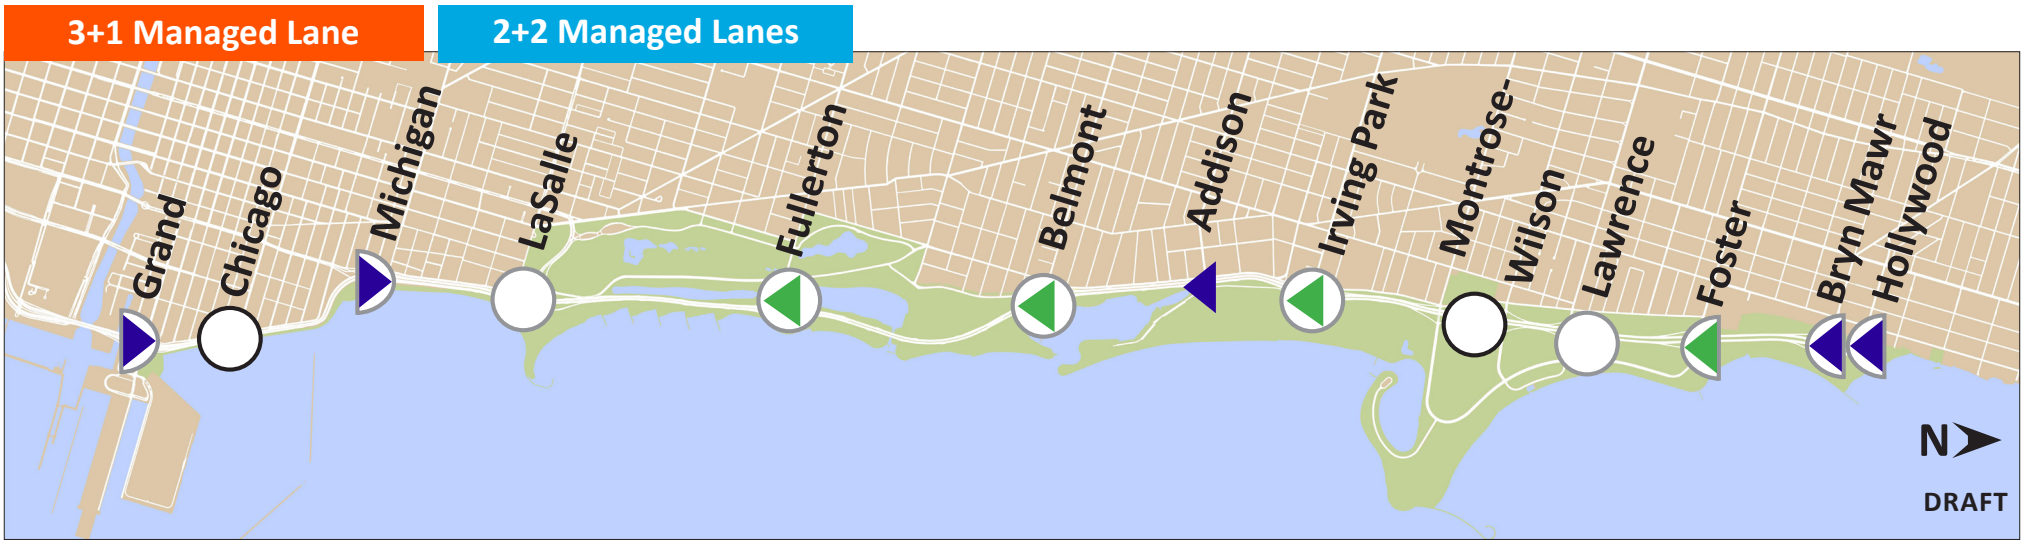 3+1 Managed Lane
2+2 Managed Lanes
Grand
Chicago
Michigan
LaSalle
Fullerton
Belmont
Addison
Irving Park
Montrose-
Wilson
Lawrence
Foster
Bryn Mawr
Hollywood
N
DRAFT